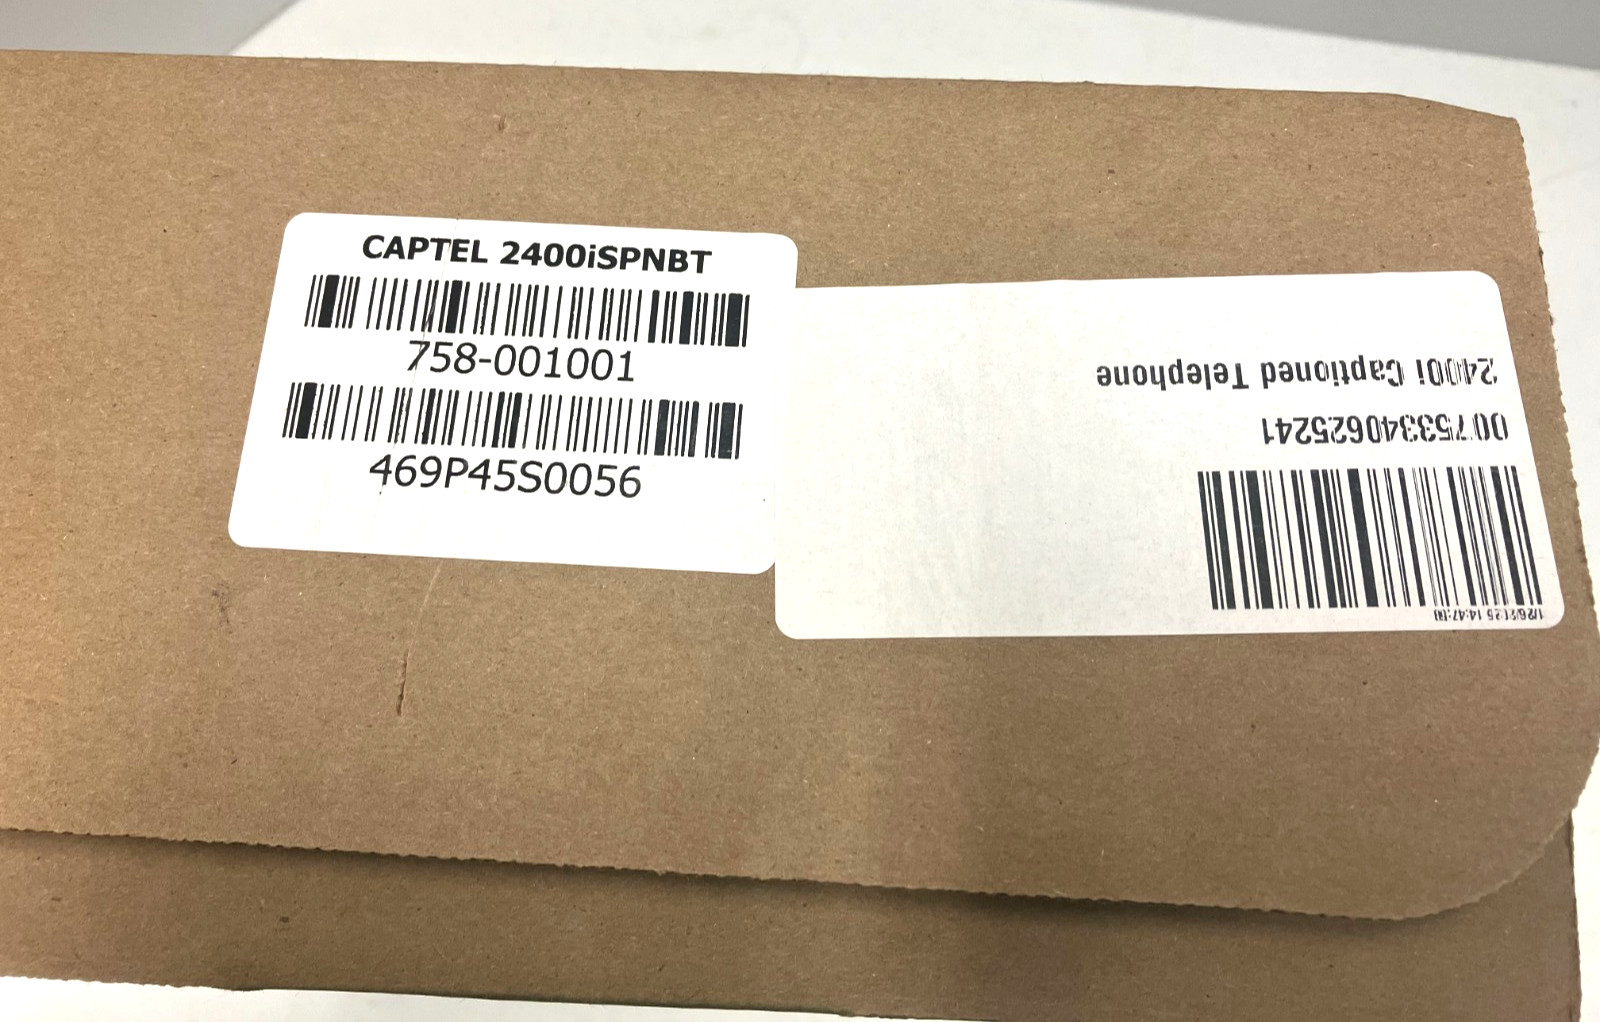 CAPTEL 2400iSPNBT
758-001001
469P45S0056
2400i Captioned Telephone
00753340625241